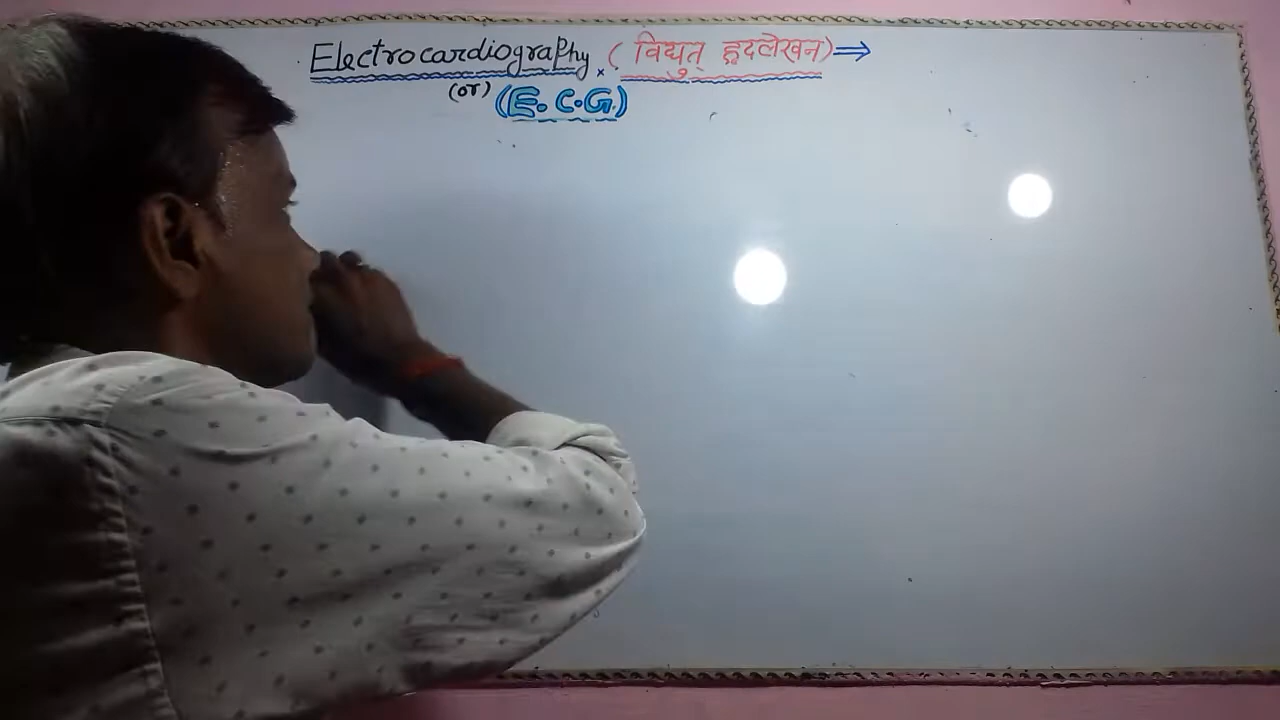 Electrocardiography. ( विद्युत् हृदलेखन) ⇒
(or) (E. C.G.)